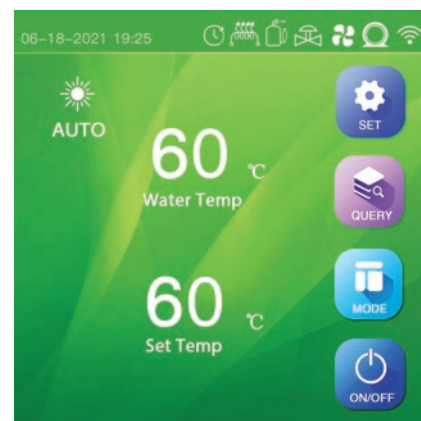 06-18-2021 19:25
AUTO
SET
60 ℃
Water Temp
QUERY
60 ℃
Set Temp
MODE
ON/OFF